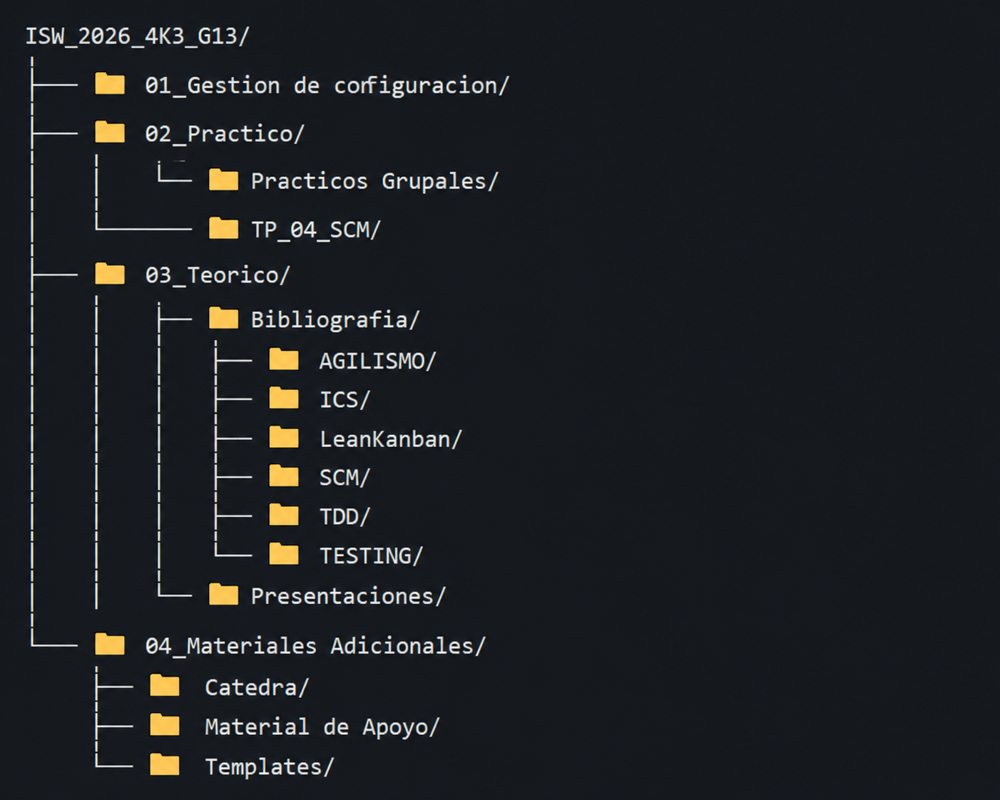 ISW_2026_4K3_G13/
01_Gestion de configuracion/
02_Practico/
Practicos Grupales/
TP_04_SCM/
03_Teorico/
Bibliografia/
AGILISMO/
ICS/
LeanKanban/
SCM/
TDD/
TESTING/
Presentaciones/
04_Materiales Adicionales/
Catedra/
Material de Apoyo/
Templates/